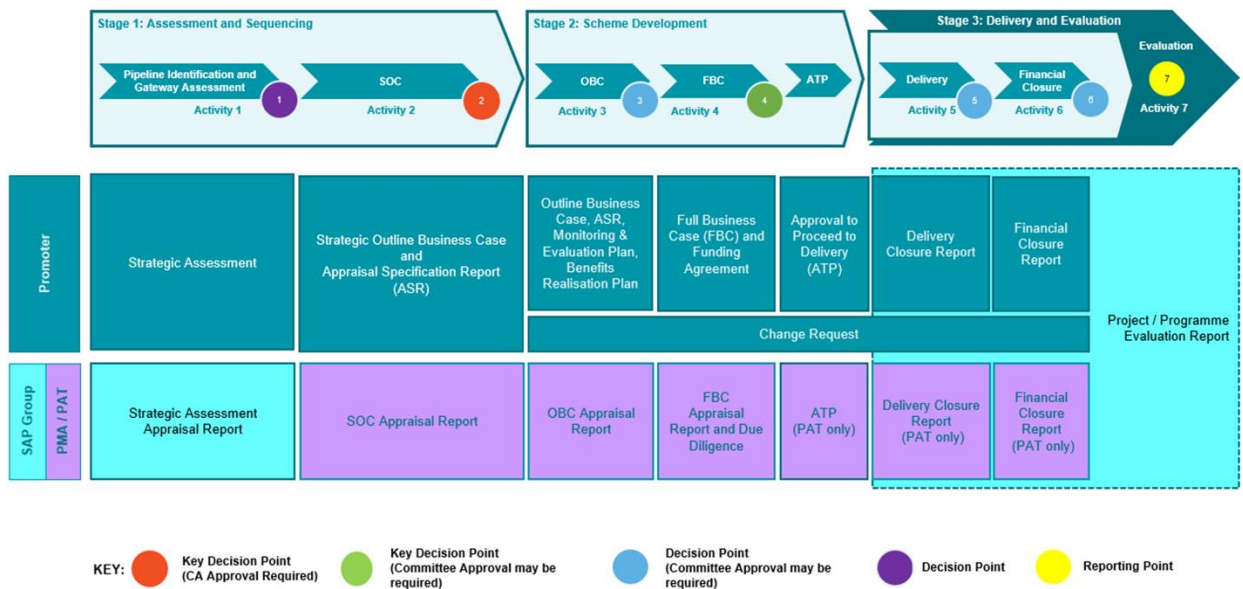 Stage 1: Assessment and Sequencing
Pipeline Identification and
Gateway Assessment
Activity 1
1
SOC
Activity 2
2
Stage 2: Scheme Development
OBC
Activity 3
3
FBC
Activity 4
4
ATP
Stage 3: Delivery and Evaluation
Delivery
Activity 5
5
Financial
Closure
Activity 6
6
Evaluation
7
Activity 7
Promoter
Strategic Assessment
Strategic Outline Business Case
and
Appraisal Specification Report
(ASR)
Outline Business
Case, ASR,
Monitoring &
Evaluation Plan,
Benefits
Realisation Plan
Full Business
Case (FBC) and
Funding
Agreement
Approval to
Proceed to
Delivery
(ATP)
Delivery
Closure Report
Financial
Closure
Report
Change Request
Project / Programme
Evaluation Report
SAP Group
PMA / PAT
Strategic Assessment
Appraisal Report
SOC Appraisal Report
OBC Appraisal
Report
FBC
Appraisal
Report and Due
Diligence
ATP
(PAT only)
Delivery Closure
Report
(PAT only)
Financial
Closure
Report
(PAT only)
KEY:
Key Decision Point
(CA Approval Required)
Key Decision Point
(Committee Approval may be
required)
Decision Point
(Committee Approval may be
required)
Decision Point
Reporting Point